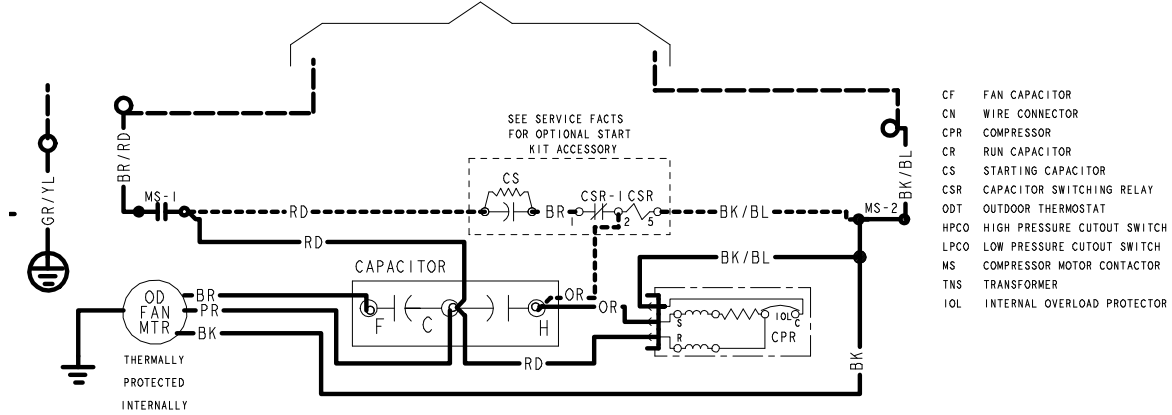 SEE SERVICE FACTS
FOR OPTIONAL START
KIT ACCESSORY
CF FAN CAPACITOR
CN WIRE CONNECTOR
CPR COMPRESSOR
CR RUN CAPACITOR
CS STARTING CAPACITOR
CSR CAPACITOR SWITCHING RELAY
ODT OUTDOOR THERMOSTAT
HPCO HIGH PRESSURE CUTOUT SWITCH
LPCO LOW PRESSURE CUTOUT SWITCH
MS COMPRESSOR MOTOR CONTACTOR
TNS TRANSFORMER
IOL INTERNAL OVERLOAD PROTECTOR
GR/YL
BR/RD
MS-1
RD
CS
BR
CSR-1
CSR
1
2
5
BK/BL
MS-2
BK/BL
RD
BK/BL
CAPACITOR
F
C
H
OR
OR
OD
FAN
MTR
BR
PR
BK
THERMALLY
PROTECTED
INTERNALLY
RD
S
R
IOL
C
CPR
BK